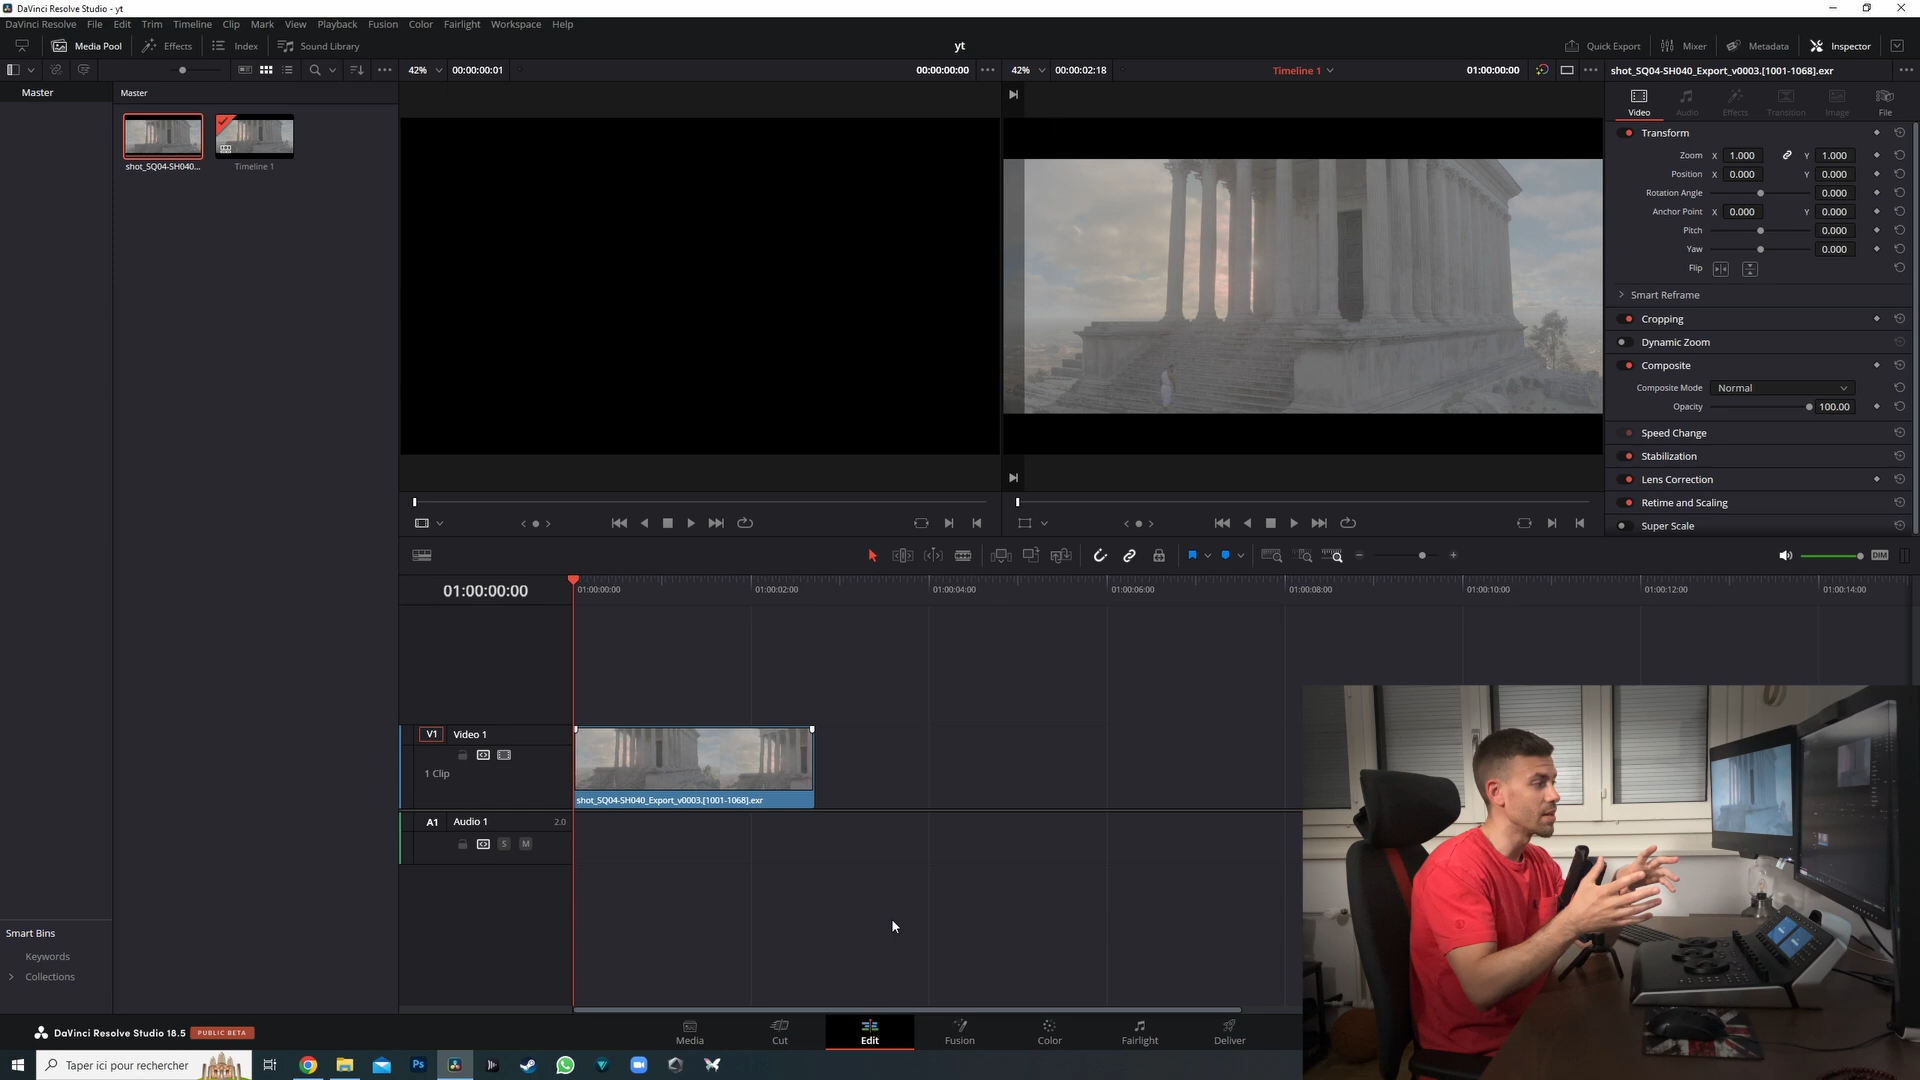 DaVinci Resolve Studio - yt
DaVinci Resolve File Edit Trim Timeline Clip Mark View Playback Fusion Color Fairlight Workspace Help
Media Pool Effects Index Sound Library yt Quick Export Mixer Metadata Inspector
42% 00:00:00:01 00:00:00:00 42% 00:00:02:18 Timeline 1 01:00:00:00 shot_SQ04-SH040_Export_v0003.[1001-1068].exr
Master Master
shot_SQ04-SH040... Timeline 1
Video Audio Effects Transition Image File
Transform
Zoom X 1.000 Y 1.000
Position X 0.000 Y 0.000
Rotation Angle 0.000
Anchor Point X 0.000 Y 0.000
Pitch 0.000
Yaw 0.000
Flip
Smart Reframe
Cropping
Dynamic Zoom
Composite
Composite Mode Normal
Opacity 100.00
Speed Change
Stabilization
Lens Correction
Retime and Scaling
Super Scale
DIM
01:00:00:00 01:00:00:00 01:00:02:00 01:00:04:00 01:00:06:00 01:00:08:00 01:00:10:00 01:00:12:00 01:00:14:00
V1 Video 1
1 Clip
shot_SQ04-SH040_Export_v0003.[1001-1068].exr
A1 Audio 1 2.0
S M
Smart Bins
Keywords
Collections
DaVinci Resolve Studio 18.5 PUBLIC BETA
Media Cut Edit Fusion Color Fairlight Deliver
Taper ici pour rechercher
Ps